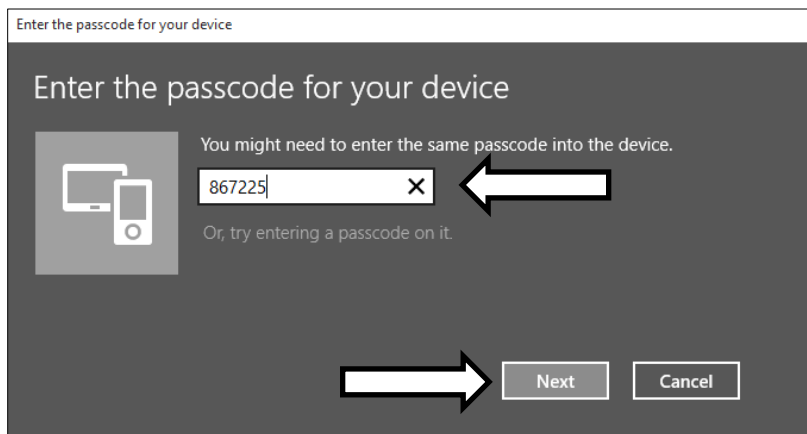 Enter the passcode for your device
Enter the passcode for your device
You might need to enter the same passcode into the device.
867225
Or, try entering a passcode on it.
Next Cancel